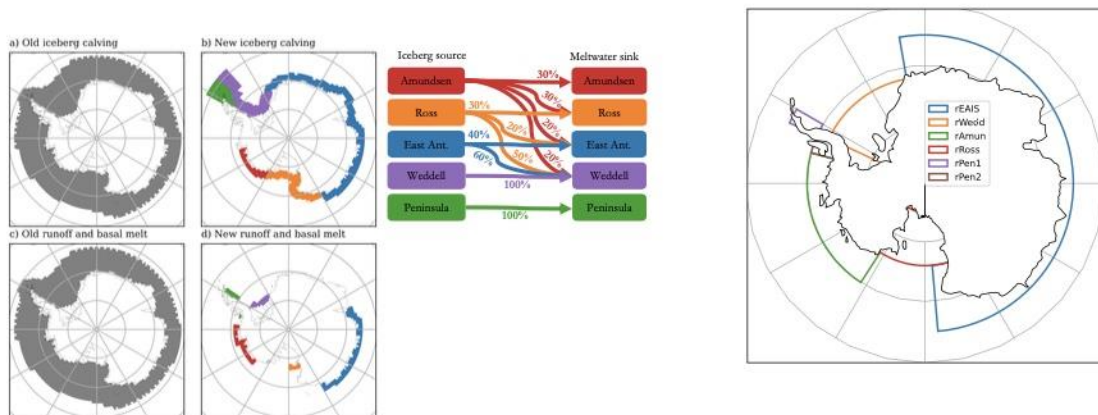 a) Old iceberg calving
b) New iceberg calving
Iceberg source
Meltwater sink
Amundsen
30%
Amundsen
30%
Ross
30%
20%
20%
Ross
East Ant.
40%
60%
50%
20%
East Ant.
Weddell
100%
Weddell
Peninsula
100%
Peninsula
c) Old runoff and basal melt
d) New runoff and basal melt
rEAIS
rWedd
rAmun
rRoss
rPen1
rPen2